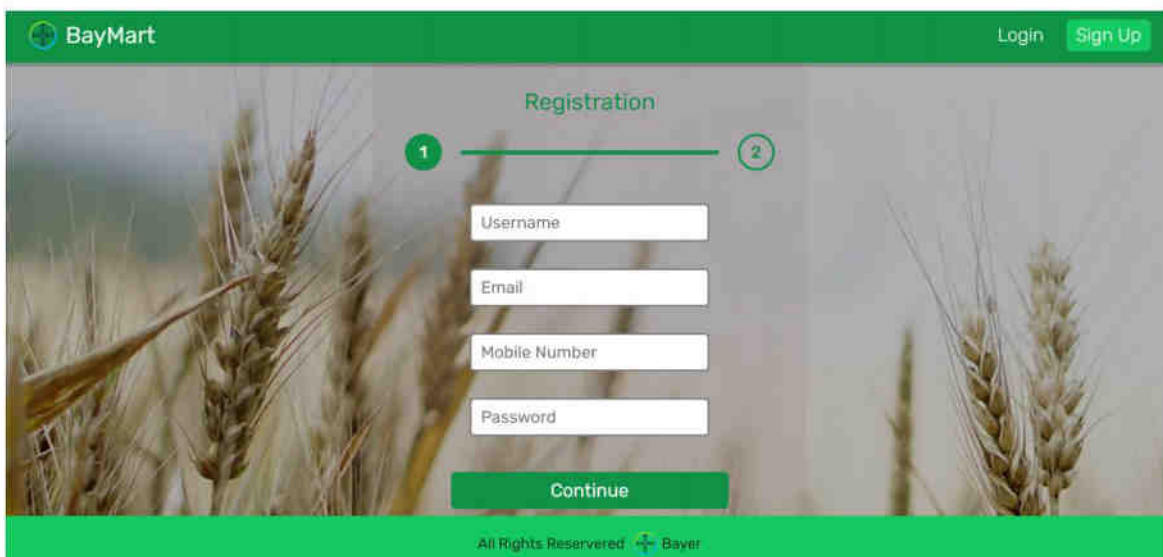 BayMart
Login
Sign Up
Registration
1
2
Username
Email
Mobile Number
Password
Continue
All Rights Reservered Bayer